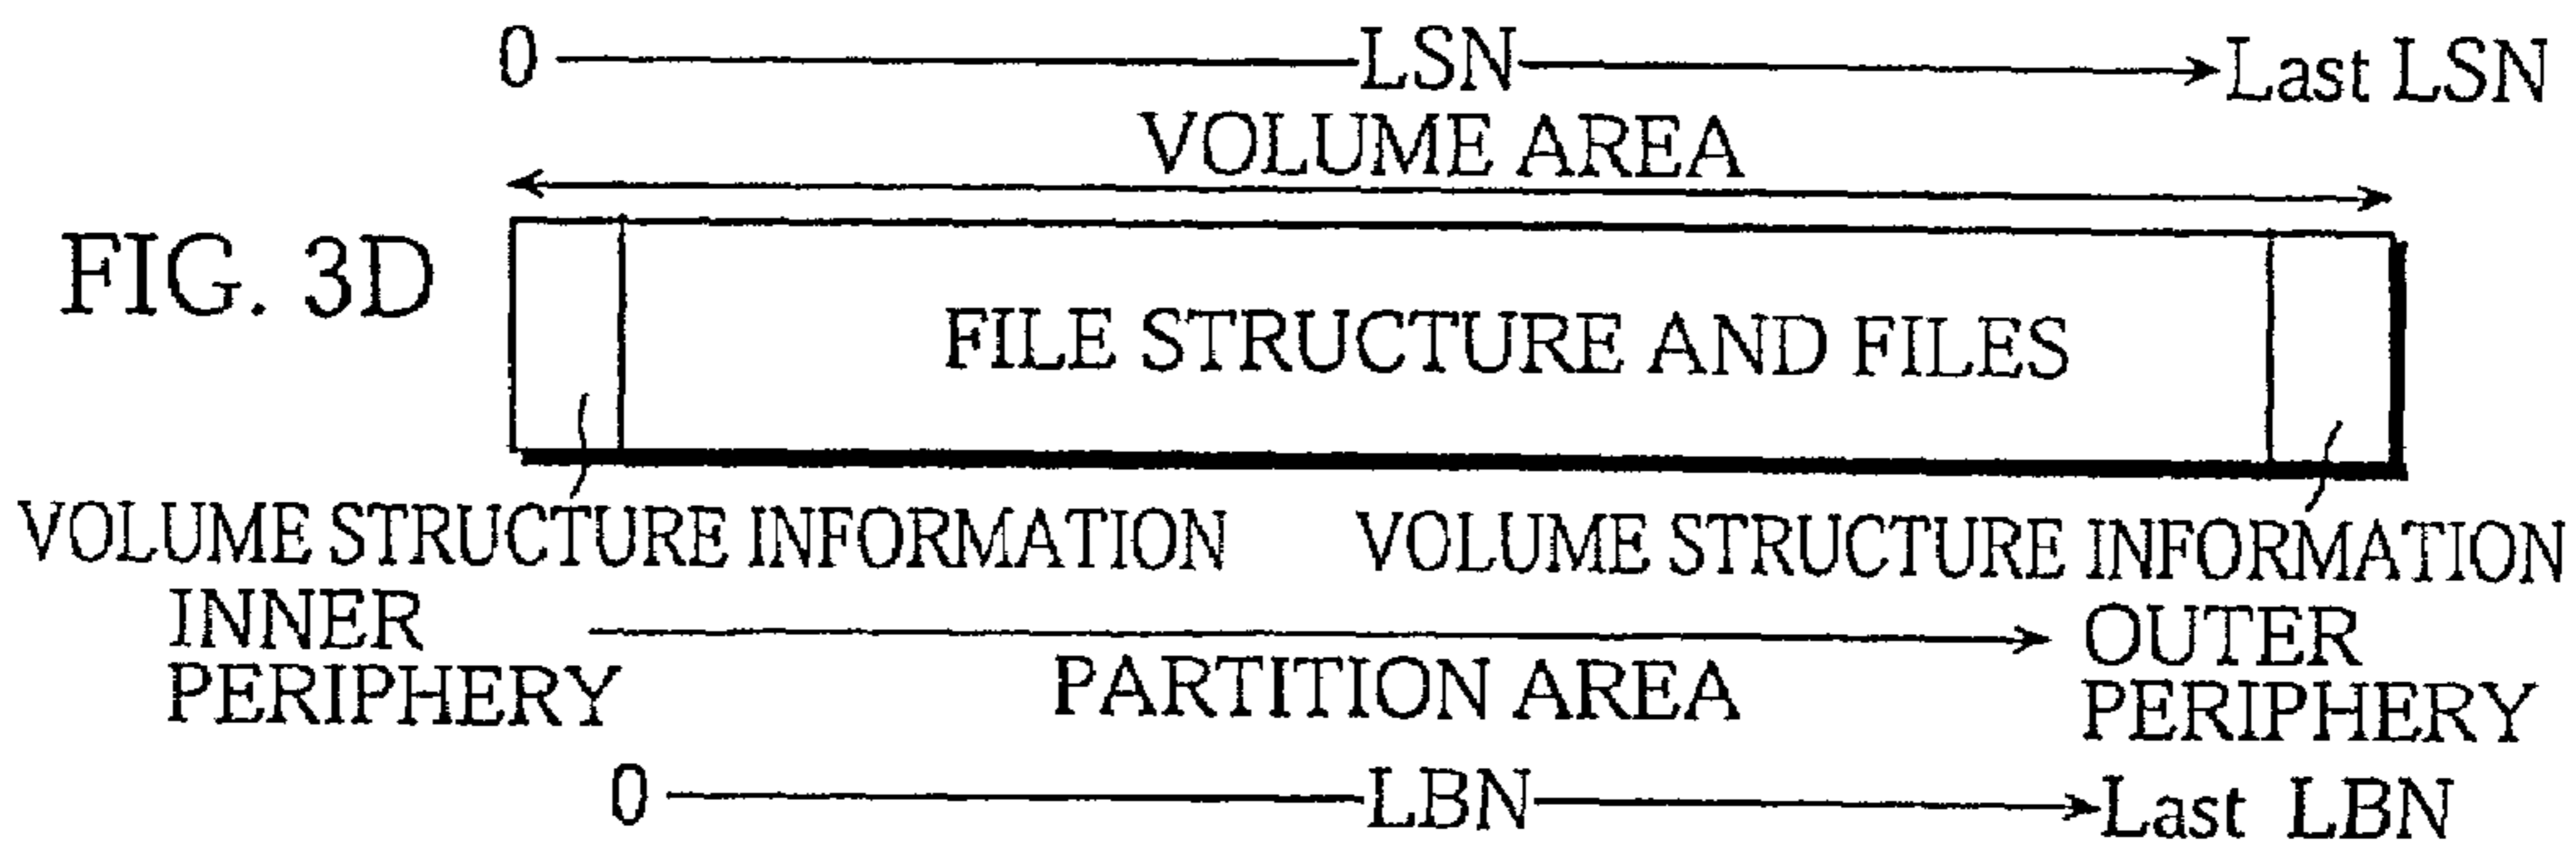 0 LSN Last LSN
VOLUME AREA
FIG. 3D
FILE STRUCTURE AND FILES
VOLUME STRUCTURE INFORMATION VOLUME STRUCTURE INFORMATION
INNER PERIPHERY
OUTER PERIPHERY
PARTITION AREA
0 LBN Last LBN